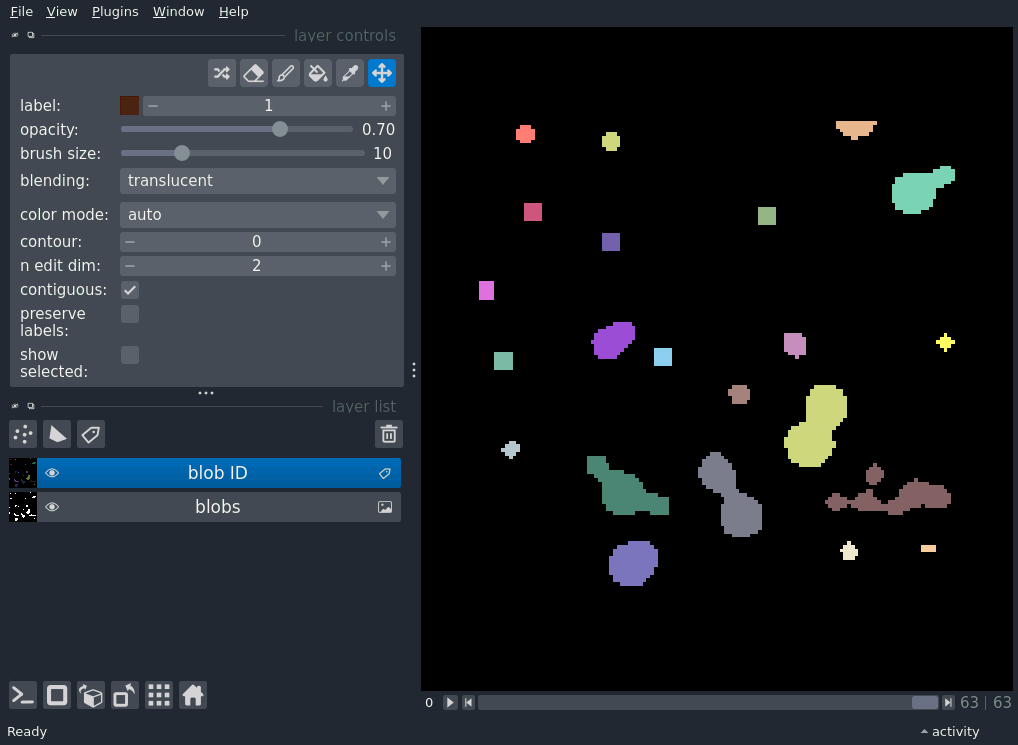 File View Plugins Window Help
layer controls
label: 1
opacity: 0.70
brush size: 10
blending: translucent
color mode: auto
contour: 0
n edit dim: 2
contiguous:
preserve
labels:
show
selected:
layer list
blob ID
blobs
0 63 | 63
Ready activity